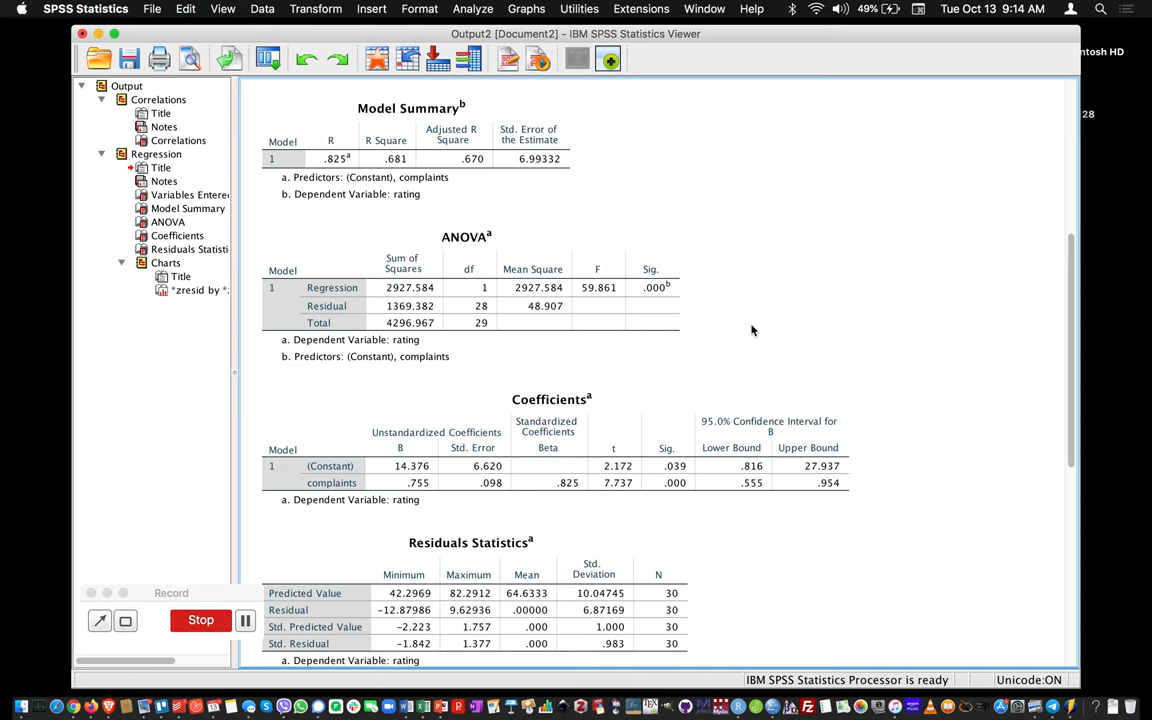 SPSS Statistics File Edit View Data Transform Insert Format Analyze Graphs Utilities Extensions Window Help 49% Tue Oct 13 9:14 AM
Output2 [Document2] - IBM SPSS Statistics Viewer
ntosh HD
28
Output
Correlations
Title
Notes
Correlations
Regression
Title
Notes
Variables Entere
Model Summary
ANOVA
Coefficients
Residuals Statisti
Charts
Title
*zresid by *
Model Summaryb
Model R R Square Adjusted R Square Std. Error of the Estimate
1 .825a .681 .670 6.99332
a. Predictors: (Constant), complaints
b. Dependent Variable: rating
ANOVAa
Model Sum of Squares df Mean Square F Sig.
1 Regression 2927.584 1 2927.584 59.861 .000b
Residual 1369.382 28 48.907
Total 4296.967 29
a. Dependent Variable: rating
b. Predictors: (Constant), complaints
Coefficientsa
Unstandardized Coefficients Standardized Coefficients 95.0% Confidence Interval for B
Model B Std. Error Beta t Sig. Lower Bound Upper Bound
1 (Constant) 14.376 6.620 2.172 .039 .816 27.937
complaints .755 .098 .825 7.737 .000 .555 .954
a. Dependent Variable: rating
Residuals Statisticsa
Minimum Maximum Mean Std. Deviation N
Predicted Value 42.2969 82.2912 64.6333 10.04745 30
Residual -12.87986 9.62936 .00000 6.87169 30
Std. Predicted Value -2.223 1.757 .000 1.000 30
Std. Residual -1.842 1.377 .000 .983 30
a. Dependent Variable: rating
Record
Stop
IBM SPSS Statistics Processor is ready Unicode:ON